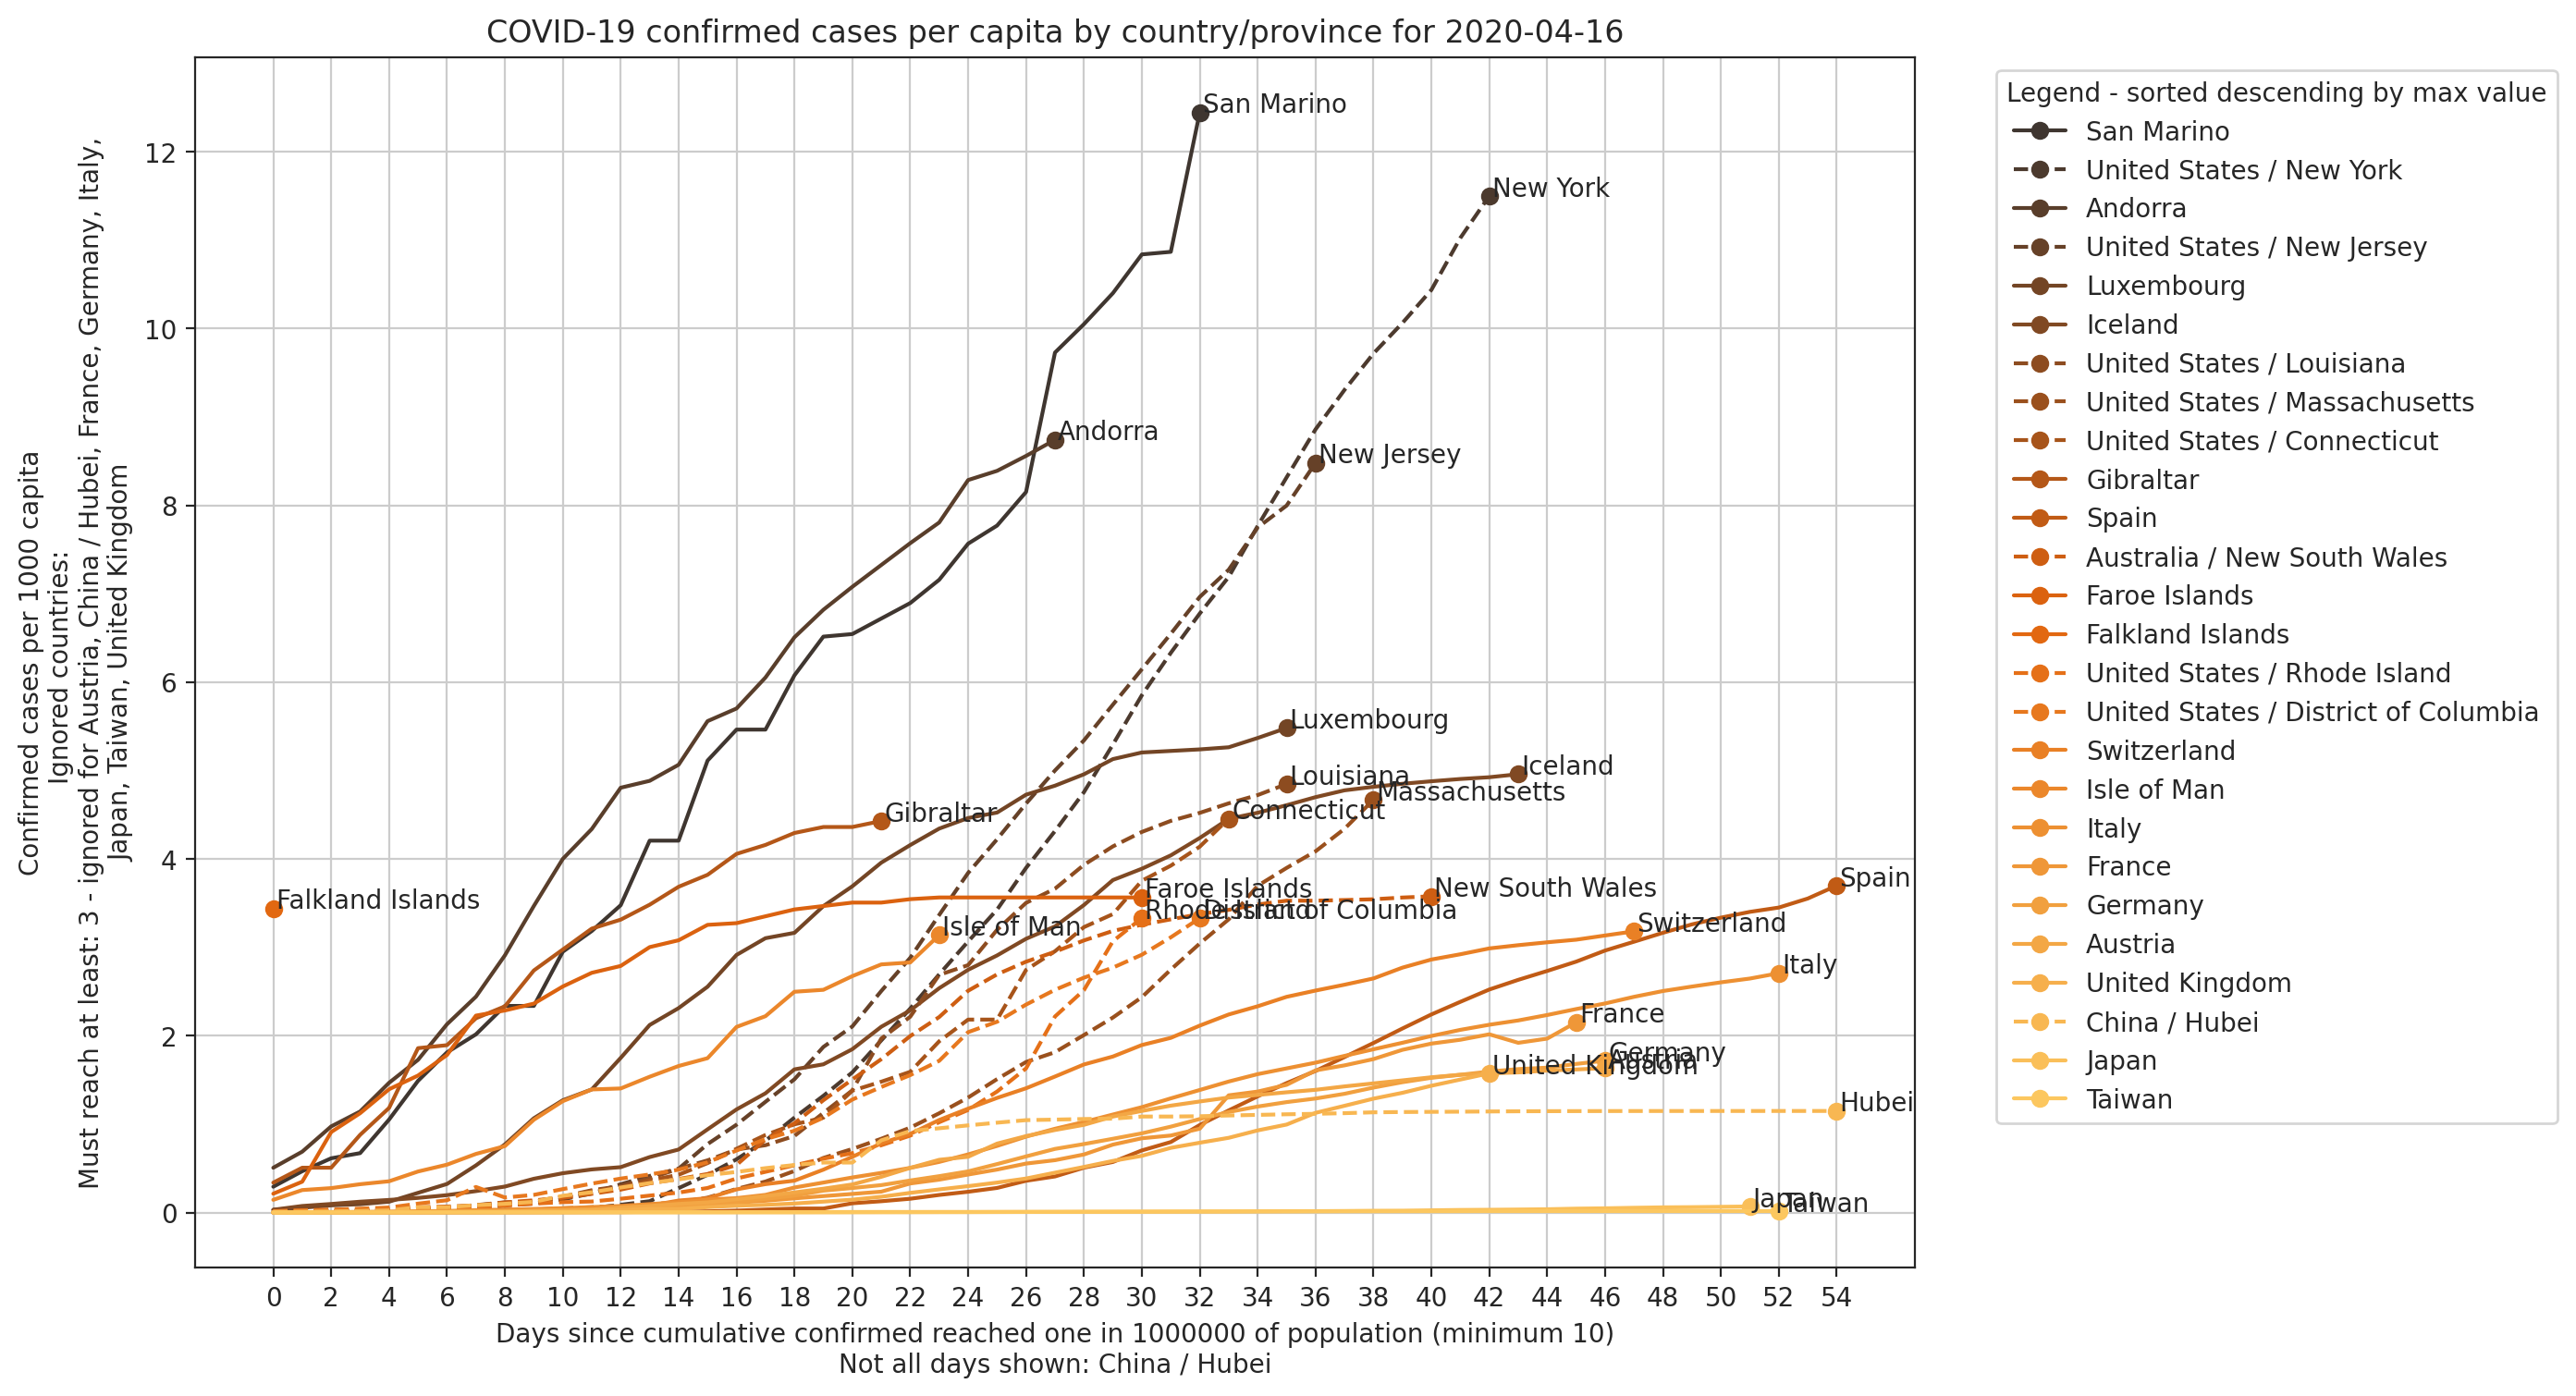 COVID-19 confirmed cases per capita by country/province for 2020-04-16
Confirmed cases per 1000 capita
Ignored countries:
Must reach at least: 3 - ignored for Austria, China / Hubei, France, Germany, Italy,
Japan, Taiwan, United Kingdom
12
10
8
6
4
2
0
San Marino
New York
Andorra
New Jersey
Luxembourg
Iceland
Louisiana
Massachusetts
Connecticut
Gibraltar
Spain
Falkland Islands
Faroe Islands
New South Wales
Rhode Island
District of Columbia
Isle of Man
Switzerland
Italy
France
Germany
Austria
United Kingdom
Hubei
Japan
Taiwan
0 2 4 6 8 10 12 14 16 18 20 22 24 26 28 30 32 34 36 38 40 42 44 46 48 50 52 54
Days since cumulative confirmed reached one in 1000000 of population (minimum 10)
Not all days shown: China / Hubei
Legend - sorted descending by max value
San Marino
United States / New York
Andorra
United States / New Jersey
Luxembourg
Iceland
United States / Louisiana
United States / Massachusetts
United States / Connecticut
Gibraltar
Spain
Australia / New South Wales
Faroe Islands
Falkland Islands
United States / Rhode Island
United States / District of Columbia
Switzerland
Isle of Man
Italy
France
Germany
Austria
United Kingdom
China / Hubei
Japan
Taiwan